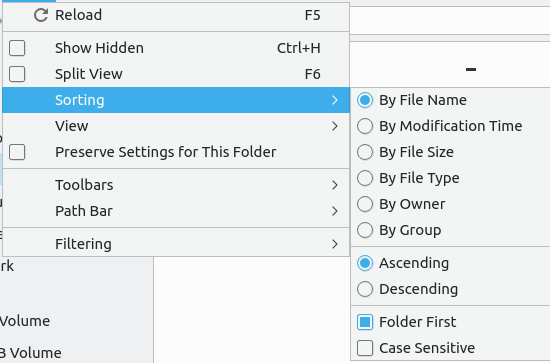 Reload F5
Show Hidden Ctrl+H
Split View F6
Sorting
View
Preserve Settings for This Folder
Toolbars
Path Bar
Filtering
By File Name
By Modification Time
By File Size
By File Type
By Owner
By Group
Ascending
Descending
Folder First
Case Sensitive
rk
Volume
B Volume